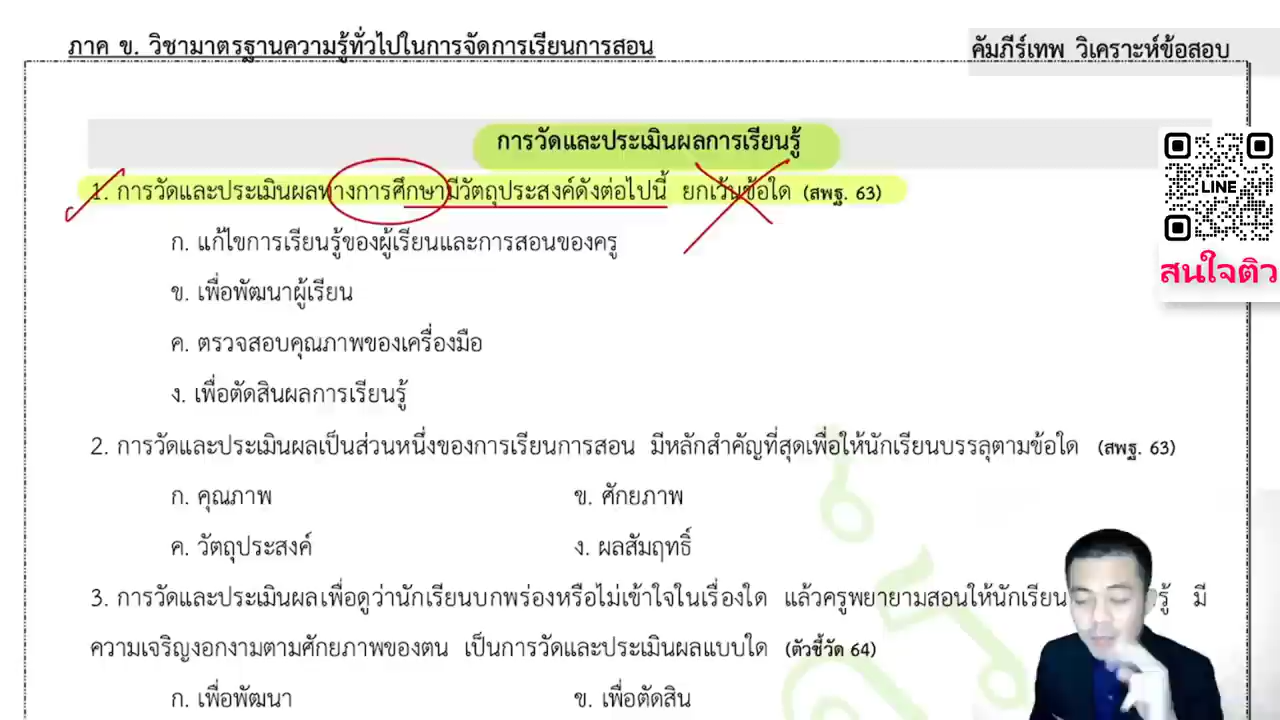 ภาค ข. วิชามาตรฐานความรู้ทั่วไปในการจัดการเรียนการสอน
คัมภีร์เทพ วิเคราะห์ข้อสอบ
การวัดและประเมินผลการเรียนรู้
1. การวัดและประเมินผลทางการศึกษามีวัตถุประสงค์ดังต่อไปนี้ ยกเว้นข้อใด (สพฐ. 63)
ก. แก้ไขการเรียนรู้ของผู้เรียนและการสอนของครู
ข. เพื่อพัฒนาผู้เรียน
ค. ตรวจสอบคุณภาพของเครื่องมือ
ง. เพื่อตัดสินผลการเรียนรู้
LINE
สนใจติว
2. การวัดและประเมินผลเป็นส่วนหนึ่งของการเรียนการสอน มีหลักสำคัญที่สุดเพื่อให้นักเรียนบรรลุตามข้อใด (สพฐ. 63)
ก. คุณภาพ ข. ศักยภาพ
ค. วัตถุประสงค์ ง. ผลสัมฤทธิ์
3. การวัดและประเมินผลเพื่อดูว่านักเรียนบกพร่องหรือไม่เข้าใจในเรื่องใด แล้วครูพยายามสอนให้นักเรียน รู้ มี
ความเจริญงอกงามตามศักยภาพของตน เป็นการวัดและประเมินผลแบบใด (ตัวชี้วัด 64)
ก. เพื่อพัฒนา ข. เพื่อตัดสิน